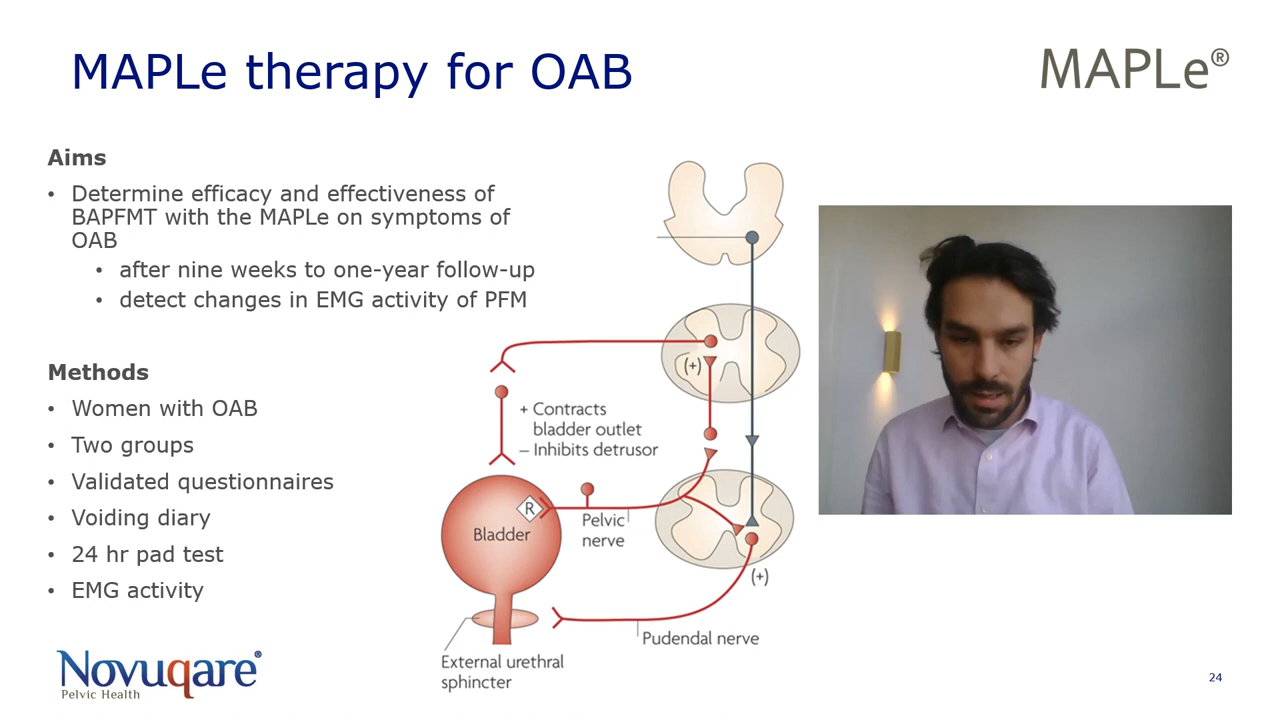 MAPLe therapy for OAB
MAPLe®
Aims
• Determine efficacy and effectiveness of
BAPFMT with the MAPLe on symptoms of
OAB
• after nine weeks to one-year follow-up
• detect changes in EMG activity of PFM
Methods
• Women with OAB
• Two groups
• Validated questionnaires
• Voiding diary
• 24 hr pad test
• EMG activity
(+)
+ Contracts
bladder outlet
– Inhibits detrusor
R
Bladder
Pelvic
nerve
(+)
Pudendal nerve
External urethral
sphincter
Novuqare®
Pelvic Health
24